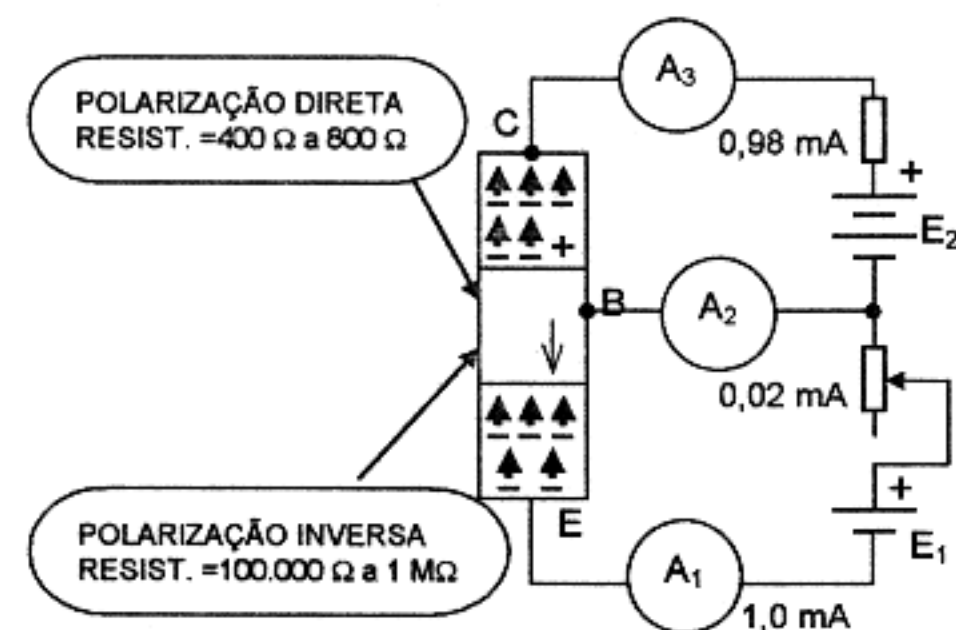 POLARIZAÇÃO DIRETA
RESIST. =400 Ω a 800 Ω
C
A3
0,98 mA
+
E2
+
B
A2
0,02 mA
E
+
E1
POLARIZAÇÃO INVERSA
RESIST. =100.000 Ω a 1 MΩ
A1
1,0 mA